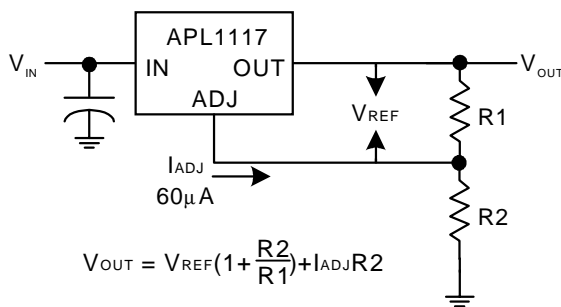 APL1117
VIN
IN
OUT
VOUT
ADJ
VREF
R1
IADJ
60µA
R2
VOUT = VREF(1+R2/R1)+IADJR2